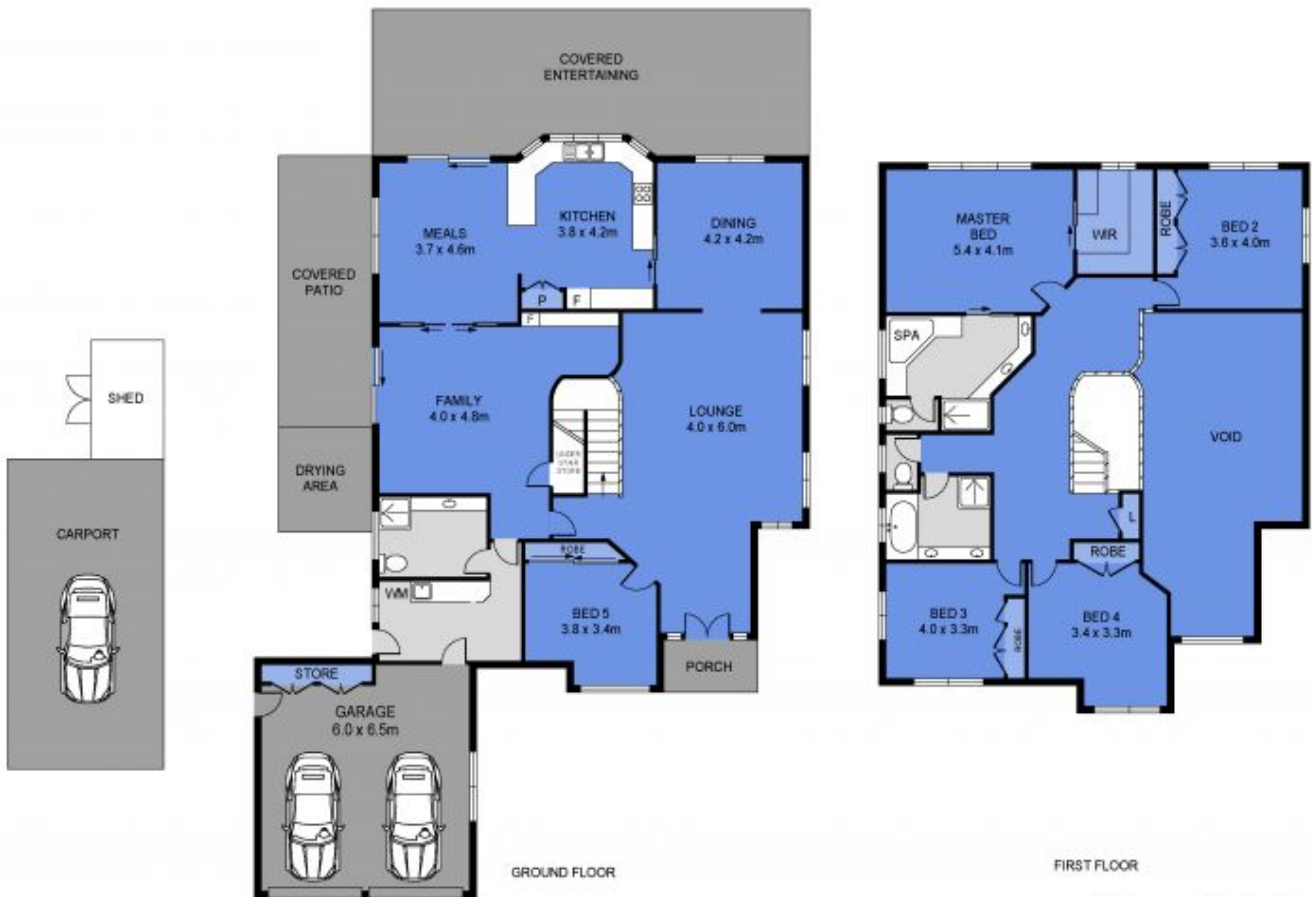 COVERED
ENTERTAINING
MEALS
3.7 x 4.6m
KITCHEN
3.8 x 4.2m
DINING
4.2 x 4.2m
P
F
COVERED
PATIO
F
FAMILY
4.0 x 4.8m
LOUNGE
4.0 x 6.0m
UNDER
STAIR
STORE
DRYING
AREA
SHED
CARPORT
ROBE
WM
BED 5
3.8 x 3.4m
PORCH
STORE
GARAGE
6.0 x 6.5m
GROUND FLOOR
MASTER
BED
5.4 x 4.1m
WIR
ROBE
BED 2
3.6 x 4.0m
SPA
VOID
L
ROBE
BED 3
4.0 x 3.3m
ROBE
BED 4
3.4 x 3.3m
FIRST FLOOR